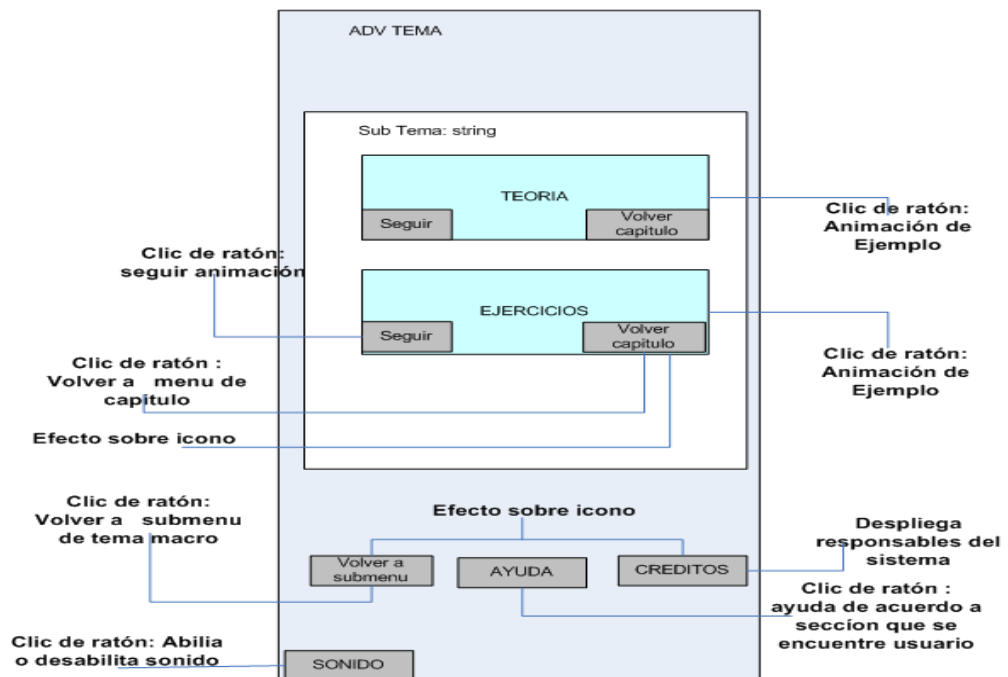 ADV TEMA
Sub Tema: string
TEORIA
Seguir
Volver
capitulo
Clic de ratón:
Animación de
Ejemplo
Clic de ratón:
seguir animación
EJERCICIOS
Seguir
Volver
capitulo
Clic de ratón:
Animación de
Ejemplo
Clic de ratón :
Volver a menu de
capitulo
Efecto sobre icono
Clic de ratón:
Volver a submenu
de tema macro
Efecto sobre icono
Volver a
submenu
AYUDA
CREDITOS
Despliega
responsables del
sistema
Clic de ratón :
ayuda de acuerdo a
seccíon que se
encuentre usuario
Clic de ratón: Abilia
o desabilita sonido
SONIDO